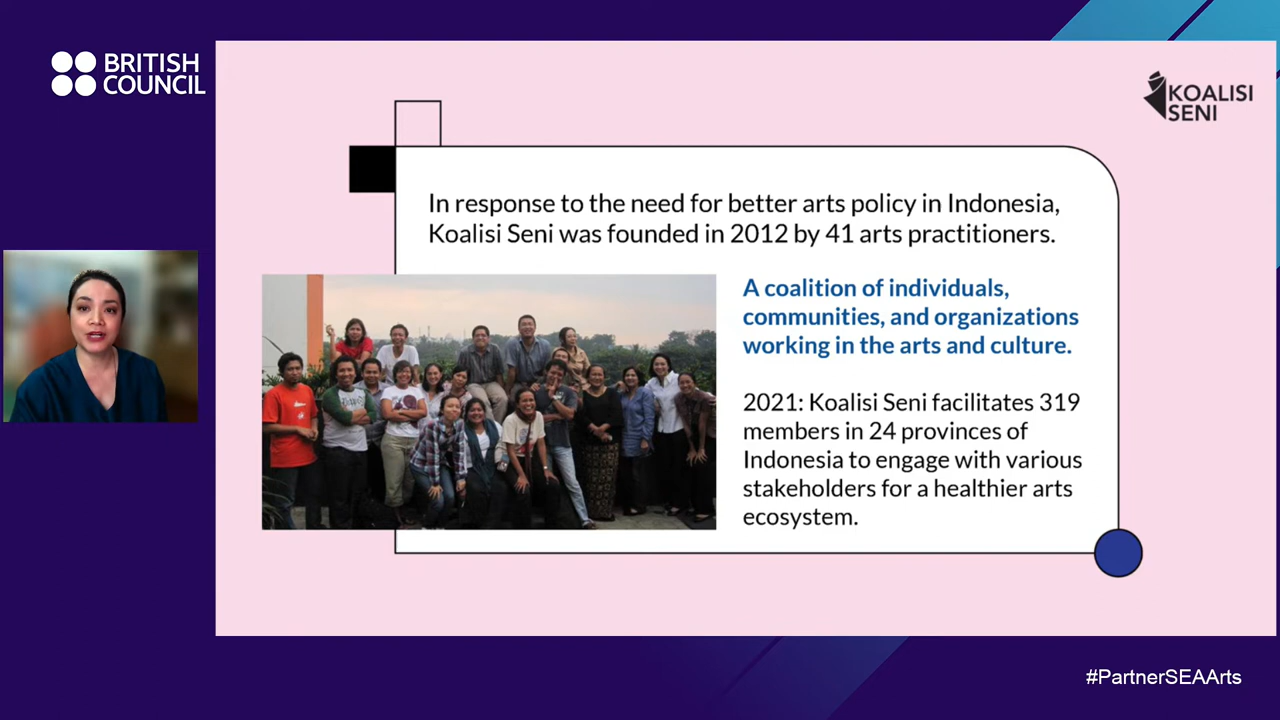 BRITISH
COUNCIL
KOALISI
SENI
In response to the need for better arts policy in Indonesia,
Koalisi Seni was founded in 2012 by 41 arts practitioners.
A coalition of individuals,
communities, and organizations
working in the arts and culture.
2021: Koalisi Seni facilitates 319
members in 24 provinces of
Indonesia to engage with various
stakeholders for a healthier arts
ecosystem.
#PartnerSEAArts